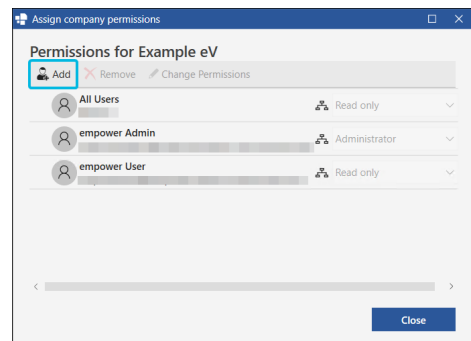 Assign company permissions
Permissions for Example eV
Add Remove Change Permissions
All Users Read only
empower Admin Administrator
empower User Read only
Close